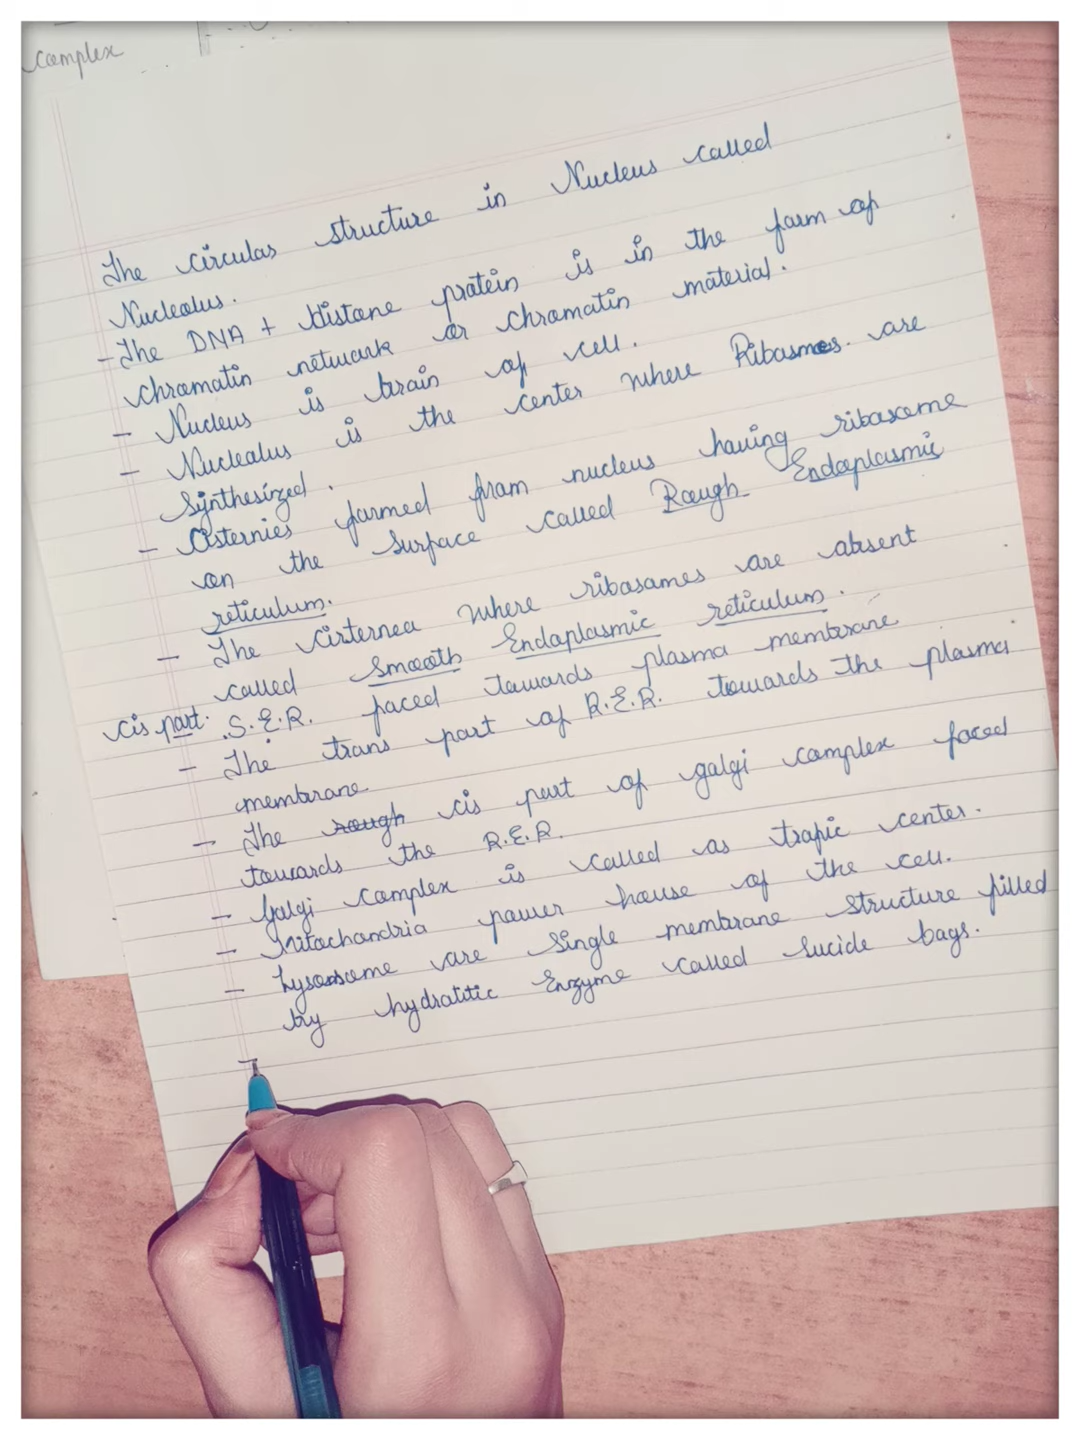 complex
The circular structure in Nucleus called
Nucleolus.
- The DNA + histone protein is in the form of
chromatin network or chromatin material.
- Nucleus is brain of cell.
- Nucleolus is the center where Ribosmes are
synthesized.
- Cisternies formed from nucleus having ribosome
on the surface called Rough Endoplasmic
reticulum.
- The cisternea where ribosomes are absent
called Smooth Endoplasmic reticulum.
cis part. S.E.R. faced towards plasma membrane
- The trans part of R.E.R. towards the plasma
membrane
- The rough cis part of golgi complex faced
towards the R.E.R.
- Golgi complex is called as trafic center.
- Mitochondria power house of the cell.
- Lysosome are single membrane structure filled
by hydratitic Enzyme called sucide bags.
-